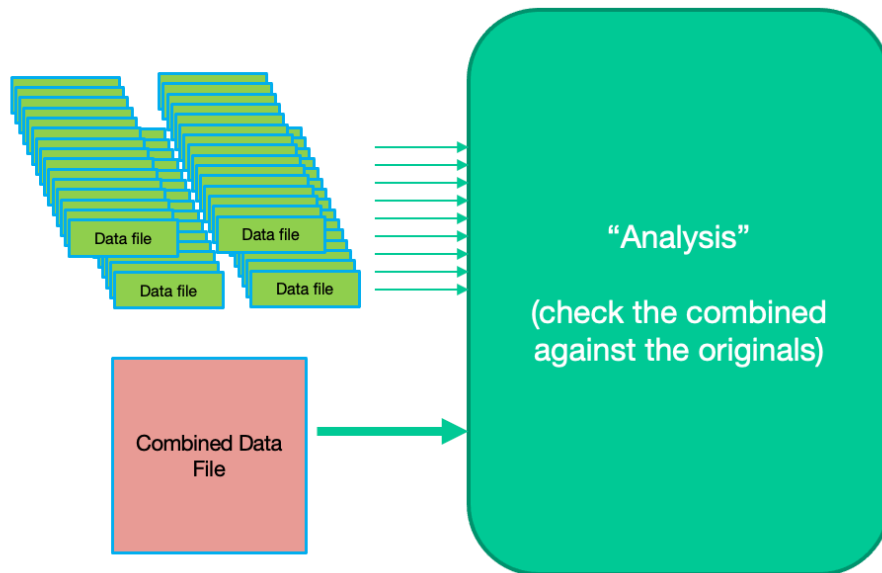 Data file
Data file
Data file
Data file
“Analysis”
(check the combined
against the originals)
Combined Data
File